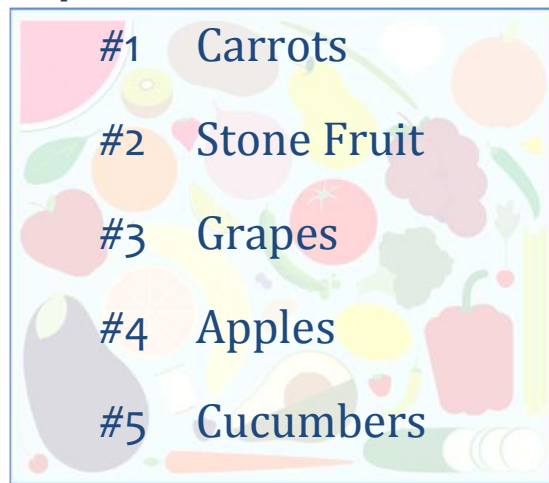 #1 Carrots
#2 Stone Fruit
#3 Grapes
#4 Apples
#5 Cucumbers